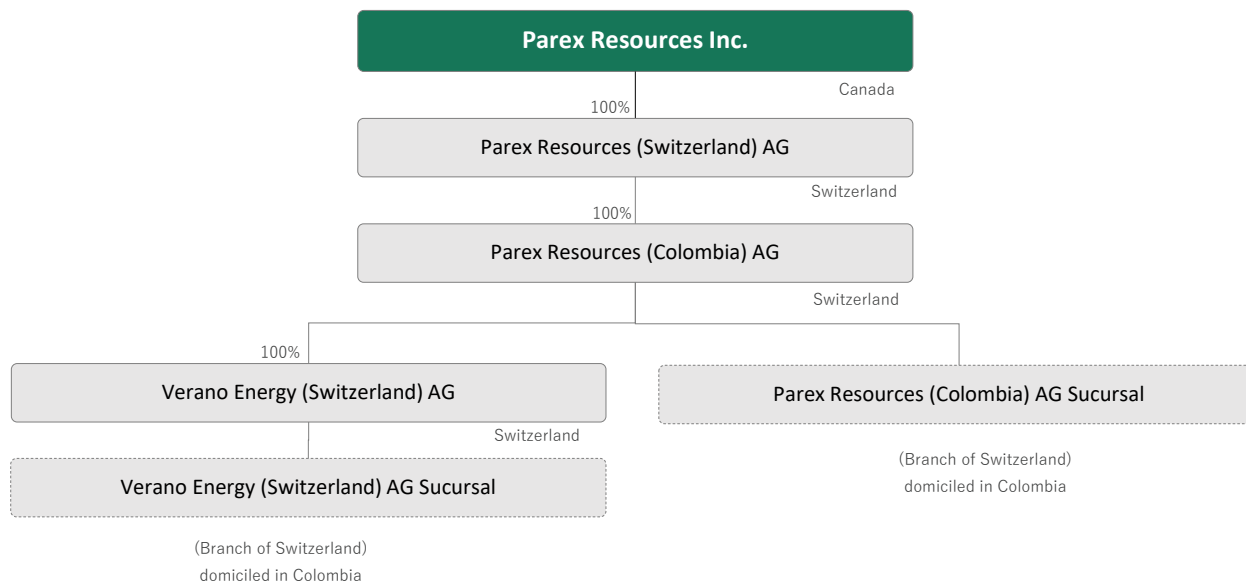 Parex Resources Inc.
Canada
100%
Parex Resources (Switzerland) AG
Switzerland
100%
Parex Resources (Colombia) AG
Switzerland
100%
Verano Energy (Switzerland) AG
Switzerland
Verano Energy (Switzerland) AG Sucursal
(Branch of Switzerland)
domiciled in Colombia
Parex Resources (Colombia) AG Sucursal
(Branch of Switzerland)
domiciled in Colombia